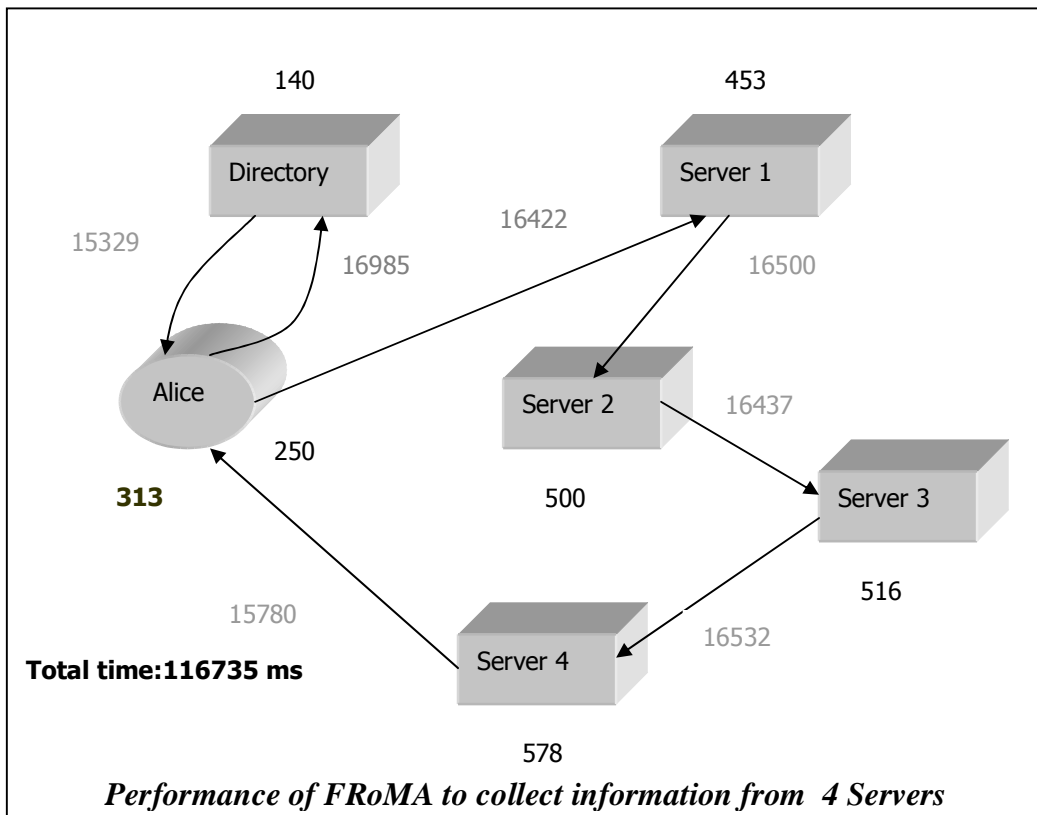 140
453
Directory
Server 1
15329
16985
16422
16500
Alice
Server 2
16437
250
313
500
Server 3
516
15780
16532
Total time:116735 ms
Server 4
578
Performance of FRoMA to collect information from 4 Servers